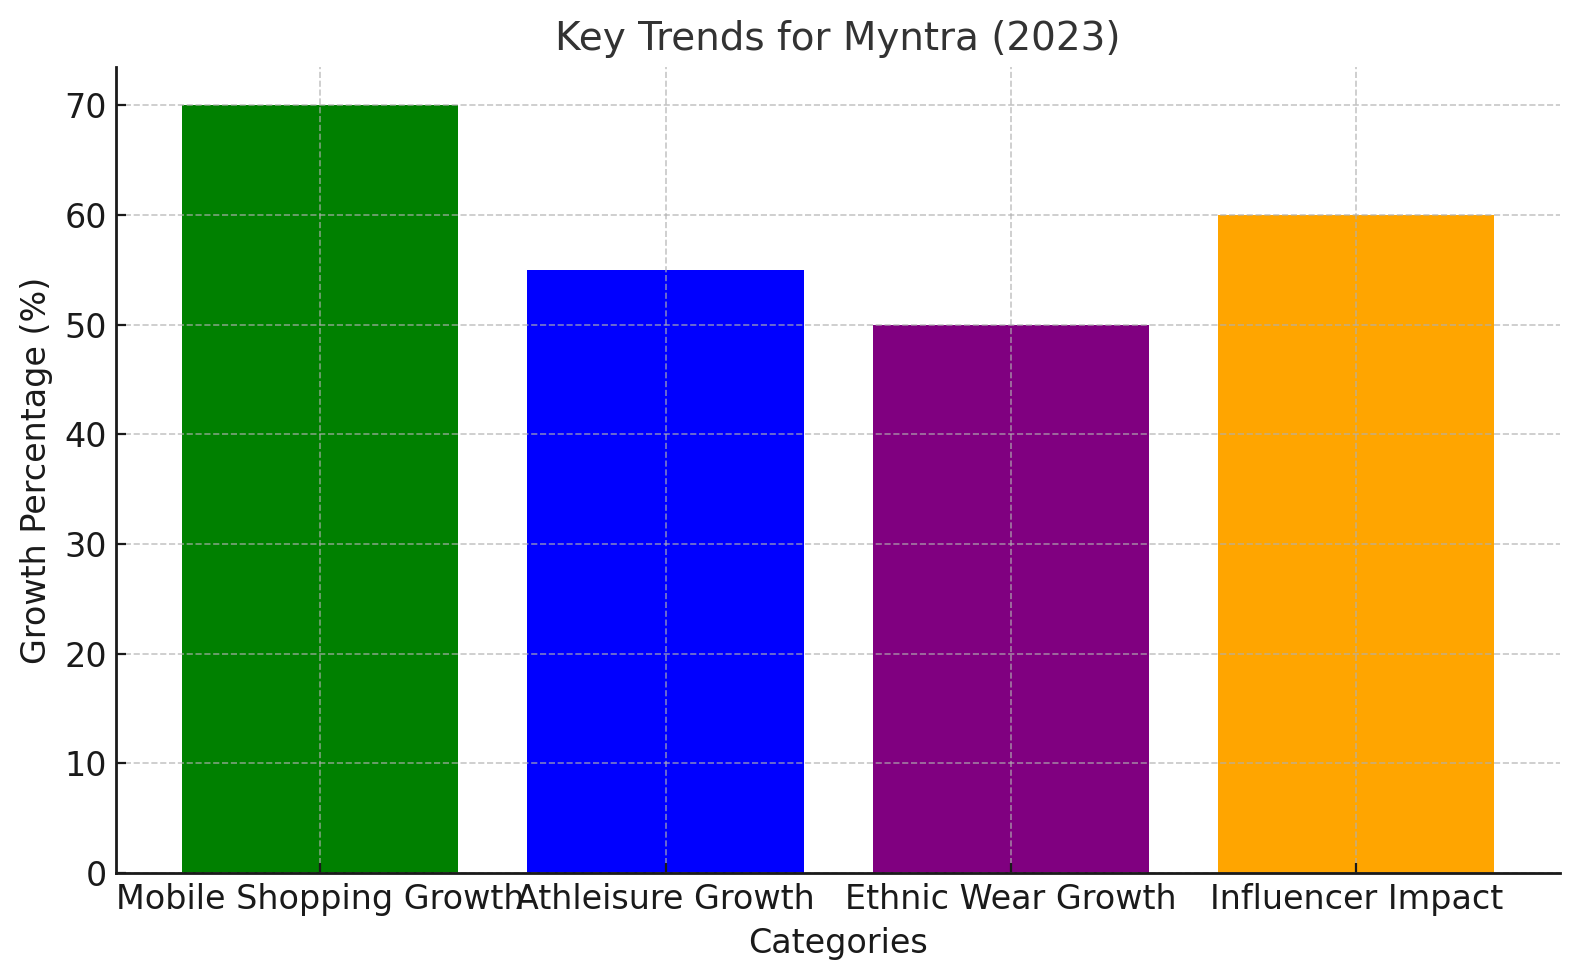 Key Trends for Myntra (2023)
Growth Percentage (%)
70
60
50
40
30
20
10
0
Mobile Shopping Growth
Athleisure Growth
Ethnic Wear Growth
Influencer Impact
Categories